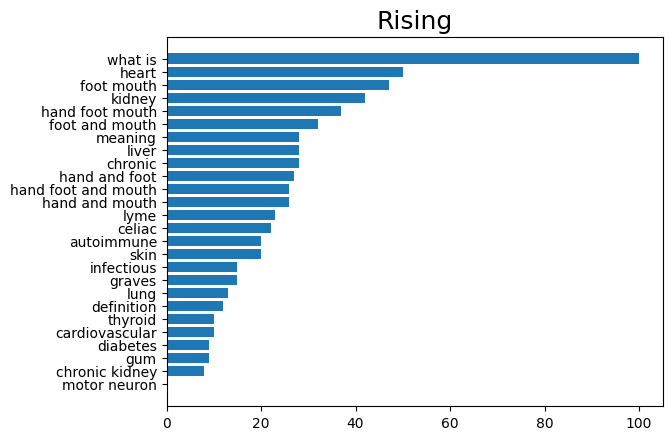 Rising
what is
heart
foot mouth
kidney
hand foot mouth
foot and mouth
meaning
liver
chronic
hand and foot
hand foot and mouth
hand and mouth
lyme
celiac
autoimmune
skin
infectious
graves
lung
definition
thyroid
cardiovascular
diabetes
gum
chronic kidney
motor neuron
0 20 40 60 80 100